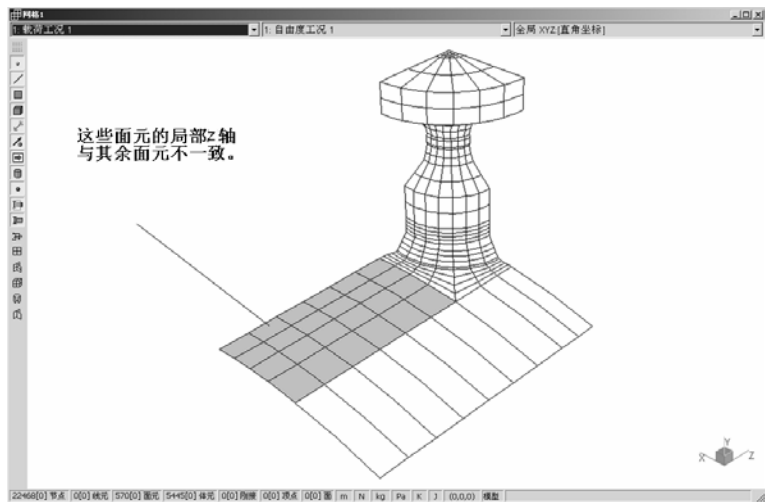 网格:
1: 载荷工况 1
1: 自由度工况 1
全局 XYZ[直角坐标]
这些面元的局部z轴
与其余面元不一致。
Y
X Z
22468[0] 节点 0[0] 线元 570[0] 面元 5445[0] 体元 0[0] 刚接 0[0] 顶点 0[0] 面 m N kg Pa K J (0,0,0) 模型